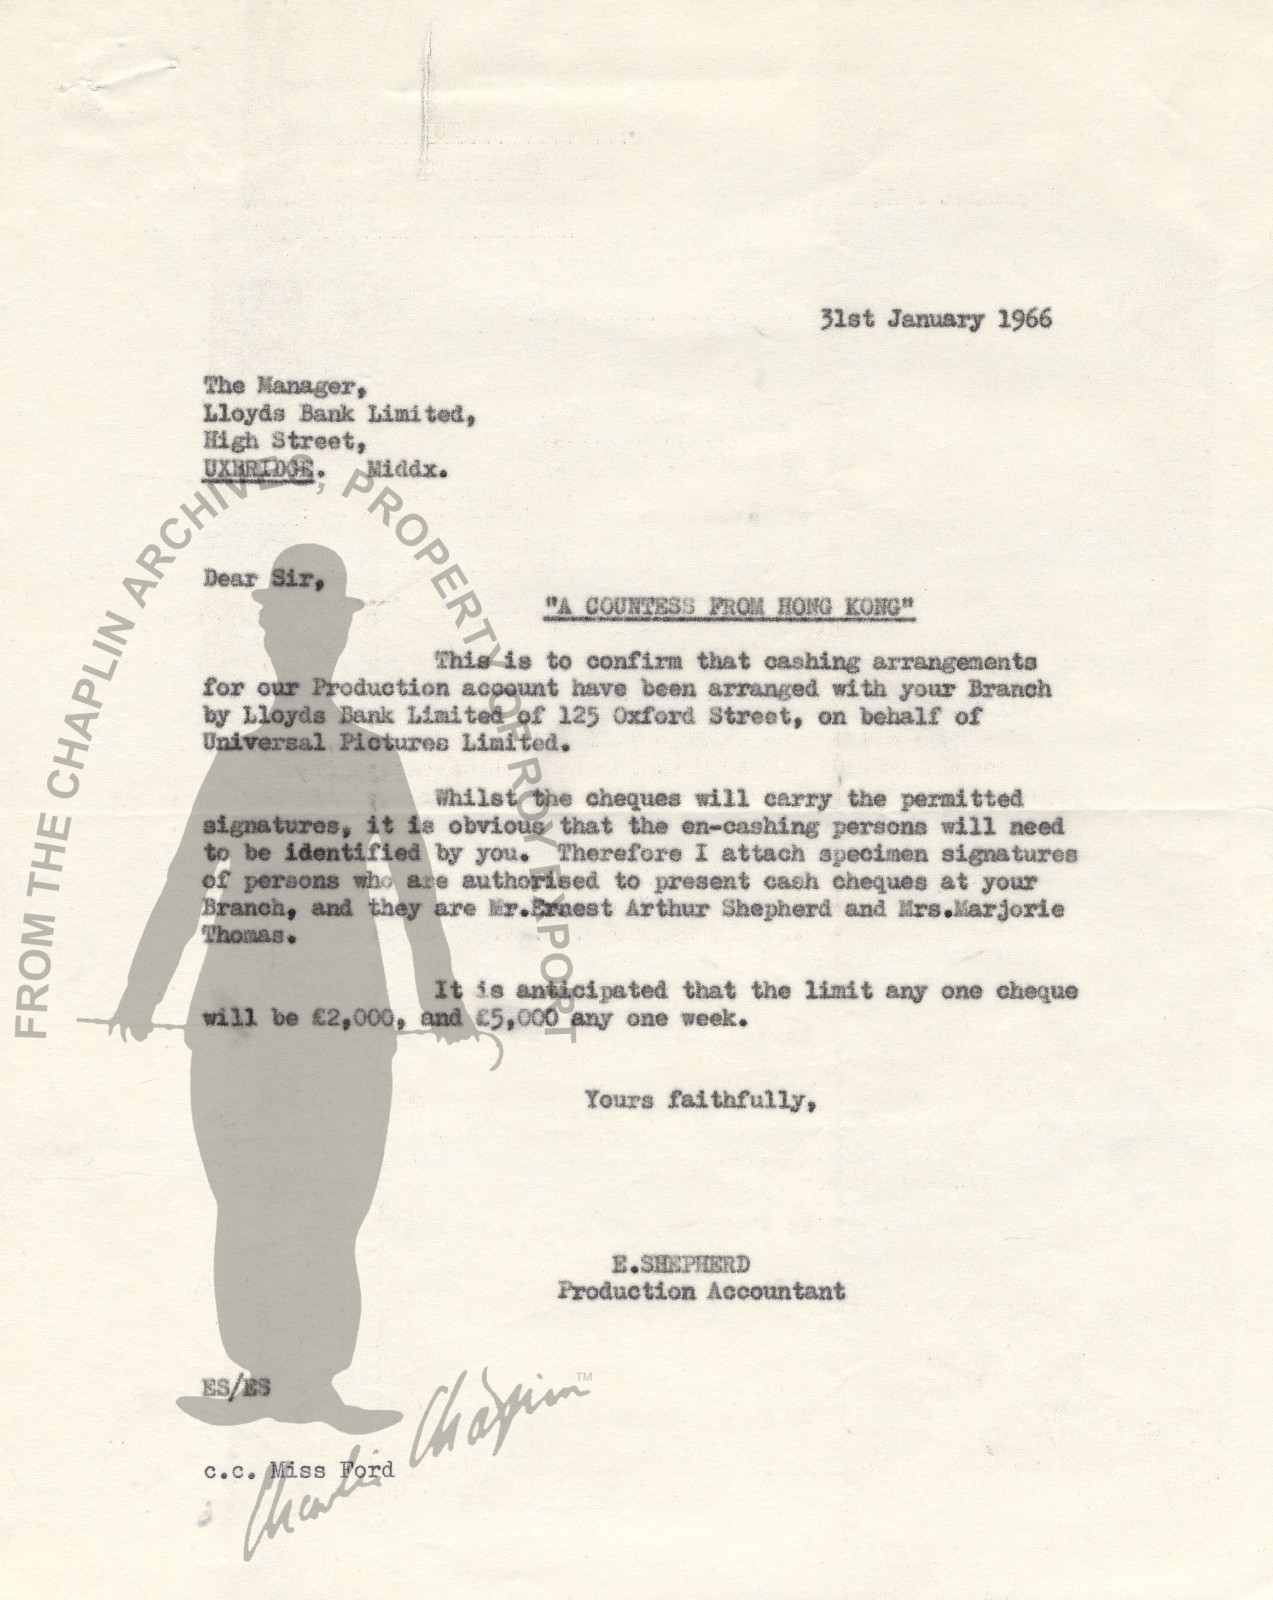 31st January 1966
The Manager,
Lloyds Bank Limited,
High Street,
UXBRIDGE. Middx.
Dear Sir,
"A COUNTESS FROM HONG KONG"
This is to confirm that cashing arrangements
for our Production account have been arranged with your Branch
by Lloyds Bank Limited of 125 Oxford Street, on behalf of
Universal Pictures Limited.
Whilst the cheques will carry the permitted
signatures, it is obvious that the en-cashing persons will need
to be identified by you. Therefore I attach specimen signatures
of persons who are authorised to present cash cheques at your
Branch, and they are Mr.Ernest Arthur Shepherd and Mrs.Marjorie
Thomas.
It is anticipated that the limit any one cheque
will be £2,000, and £5,000 any one week.
Yours faithfully,
E.SHEPHERD
Production Accountant
ES/ES
c.c. Miss Ford
FROM THE CHAPLIN ARCHIVES, PROPERTY OF ROY EXPORT
Charlie Chaplin™